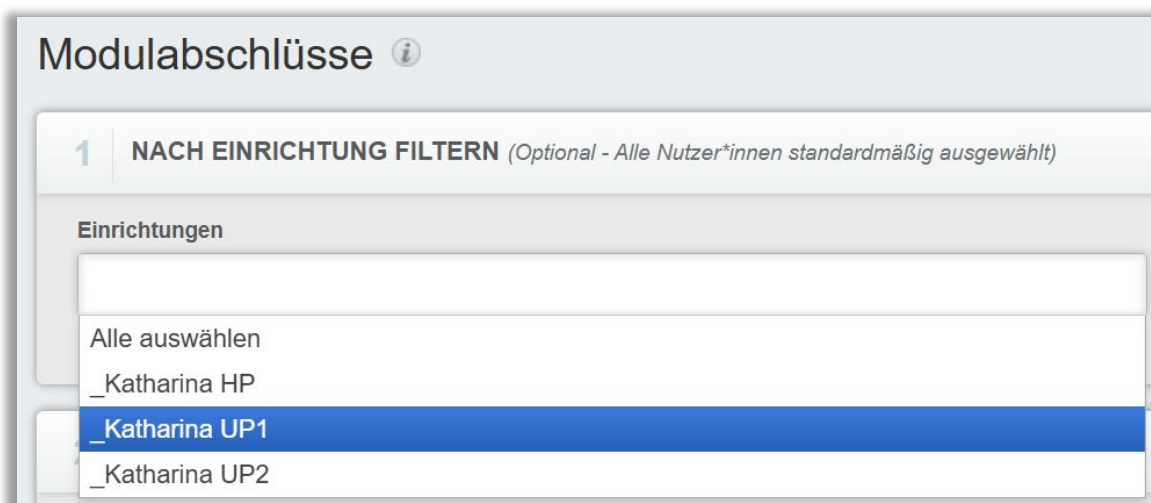 Modulabschlüsse i
1 NACH EINRICHTUNG FILTERN (Optional - Alle Nutzer*innen standardmäßig ausgewählt)
Einrichtungen
Alle auswählen
_Katharina HP
_Katharina UP1
_Katharina UP2